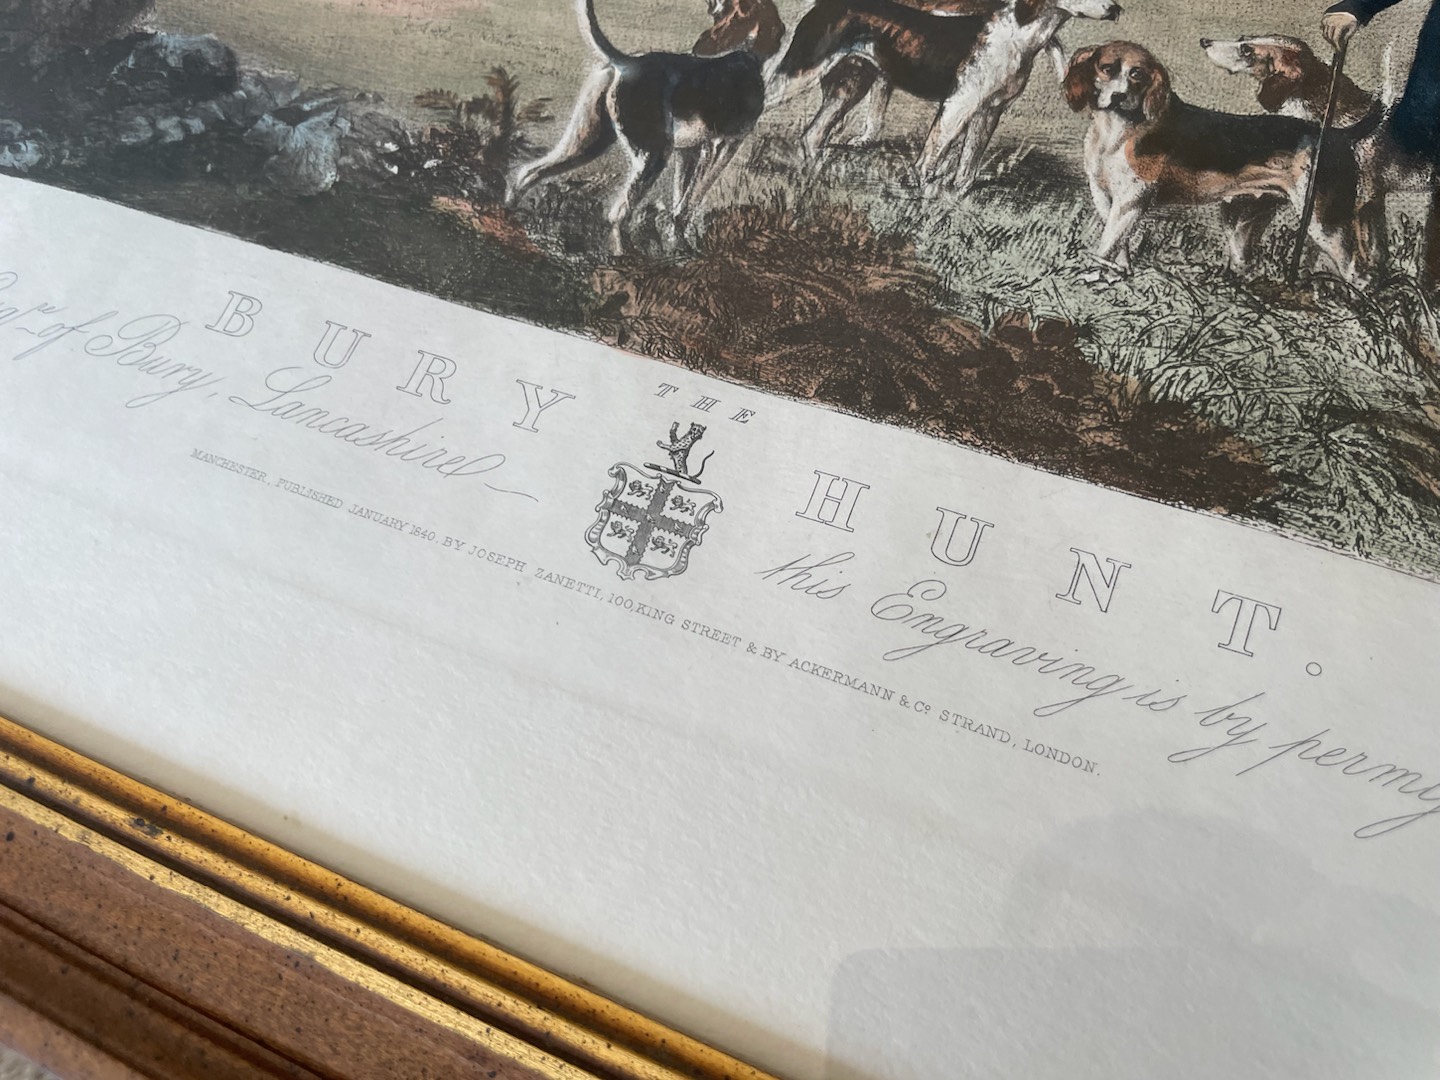 THE
BURY HUNT.
this Engraving is by
of Bury, Lancashire
MANCHESTER, PUBLISHED JANUARY 1840, BY JOSEPH ZANETTI, 100, KING STREET & BY ACKERMANN & Co. STRAND, LONDON.